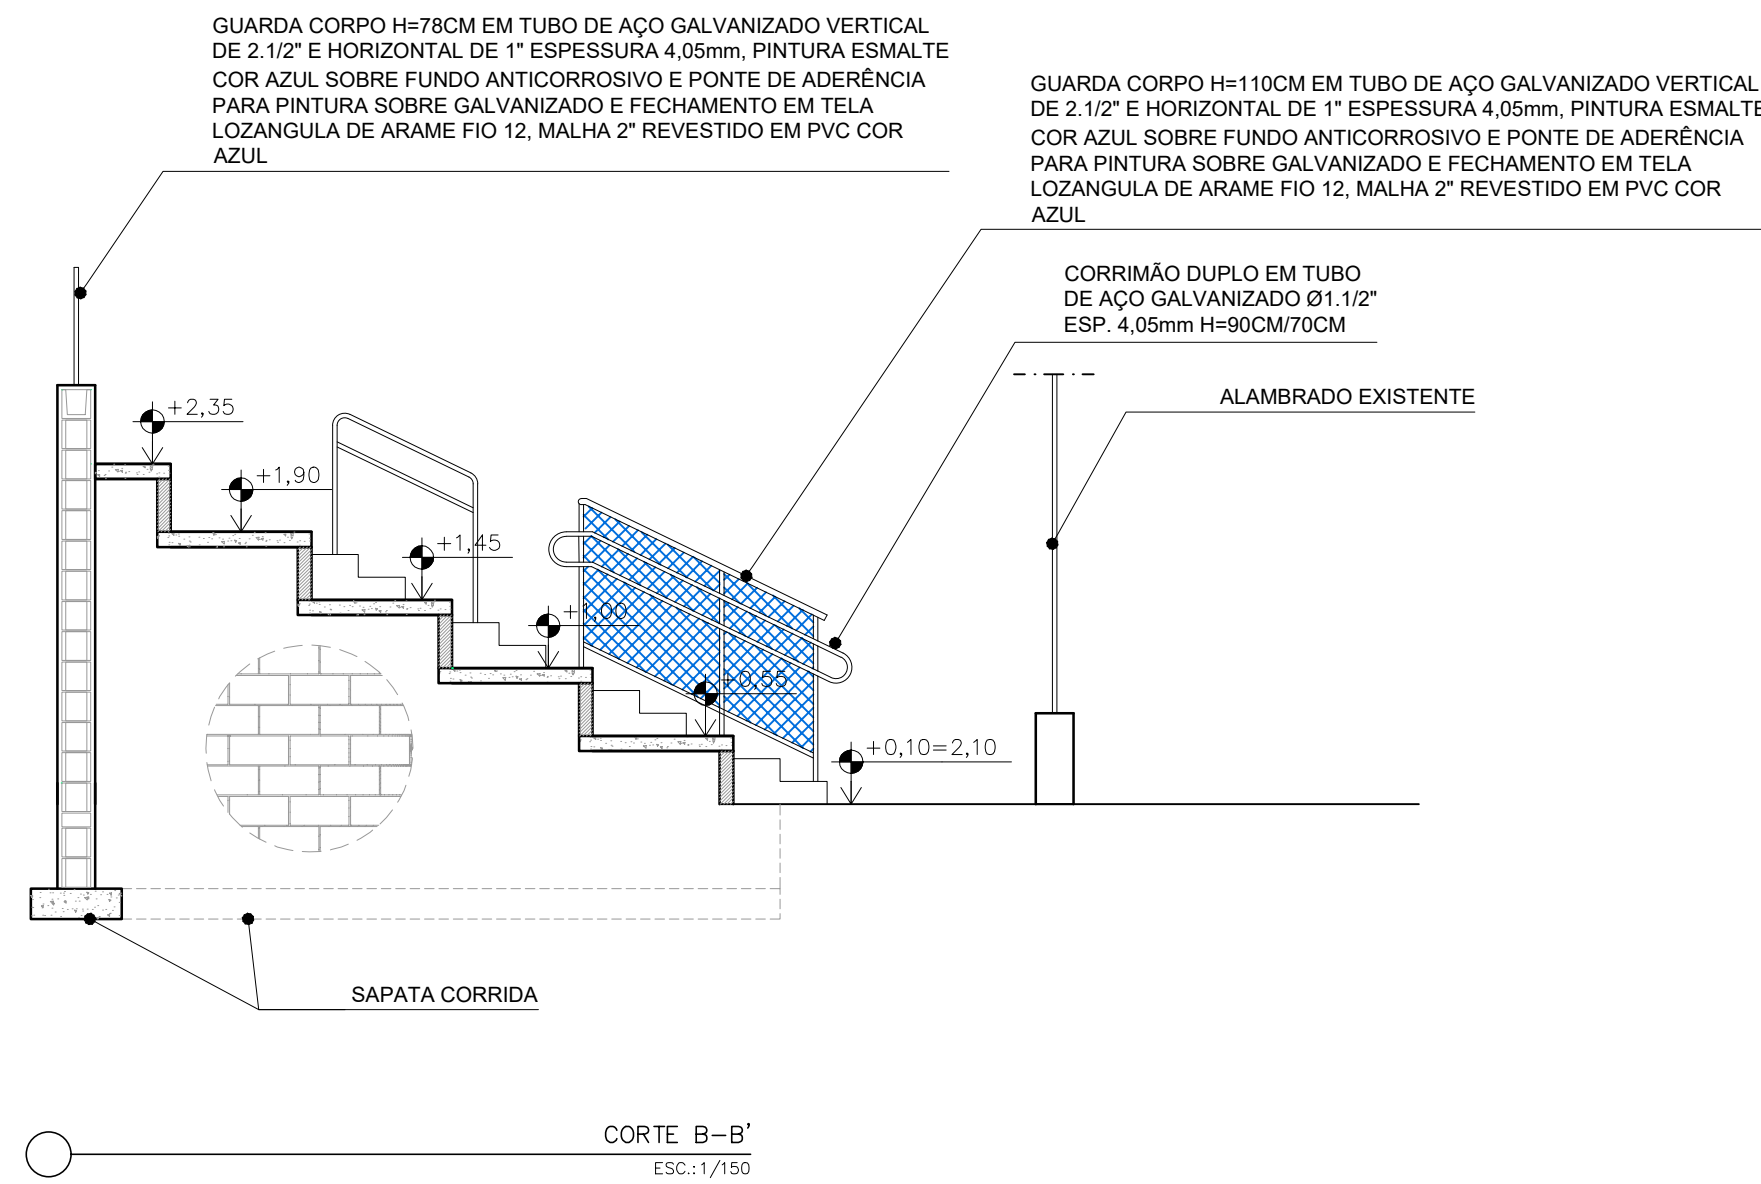 GUARDA CORPO H=78CM EM TUBO DE AÇO GALVANIZADO VERTICAL
DE 2.1/2" E HORIZONTAL DE 1" ESPESSURA 4,05mm, PINTURA ESMALTE
COR AZUL SOBRE FUNDO ANTICORROSIVO E PONTE DE ADERÊNCIA
PARA PINTURA SOBRE GALVANIZADO E FECHAMENTO EM TELA
LOZANGULA DE ARAME FIO 12, MALHA 2" REVESTIDO EM PVC COR
AZUL
GUARDA CORPO H=110CM EM TUBO DE AÇO GALVANIZADO VERTICAL
DE 2.1/2" E HORIZONTAL DE 1" ESPESSURA 4,05mm, PINTURA ESMALTE
COR AZUL SOBRE FUNDO ANTICORROSIVO E PONTE DE ADERÊNCIA
PARA PINTURA SOBRE GALVANIZADO E FECHAMENTO EM TELA
LOZANGULA DE ARAME FIO 12, MALHA 2" REVESTIDO EM PVC COR
AZUL
CORRIMÃO DUPLO EM TUBO
DE AÇO GALVANIZADO Ø1.1/2"
ESP. 4,05mm H=90CM/70CM
ALAMBRADO EXISTENTE
+2,35
+1,90
+1,45
+1,00
+0,55
+0,10=2,10
SAPATA CORRIDA
CORTE B-B'
ESC.:1/150